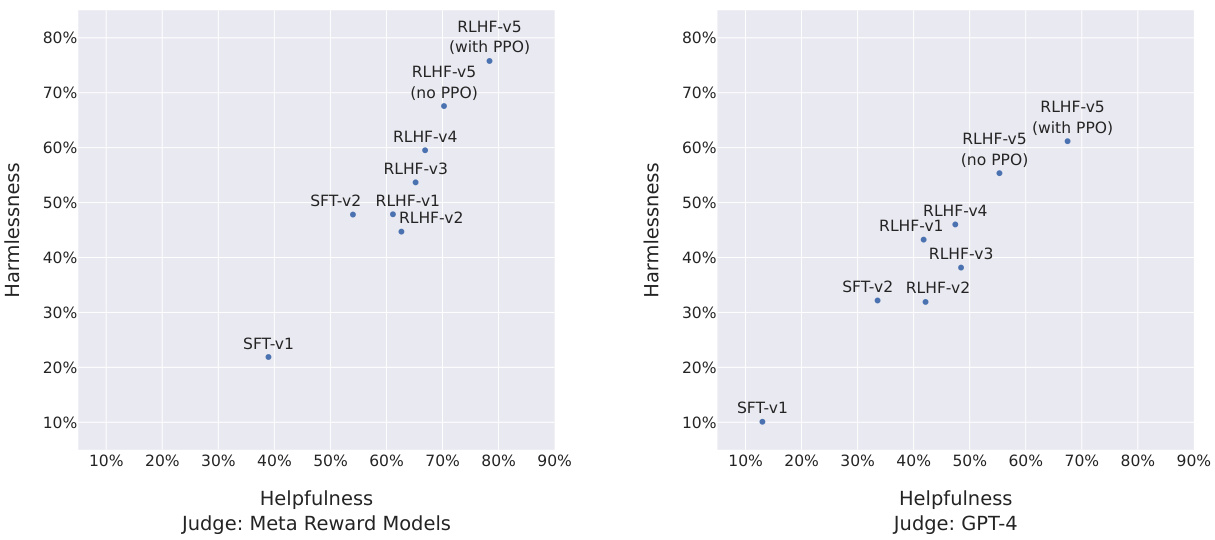 Harmlessness
80%
70%
60%
50%
40%
30%
20%
10%
RLHF-v5
(with PPO)
RLHF-v5
(no PPO)
RLHF-v4
RLHF-v3
SFT-v2
RLHF-v1
RLHF-v2
SFT-v1
10% 20% 30% 40% 50% 60% 70% 80% 90%
Helpfulness
Judge: Meta Reward Models
Harmlessness
80%
70%
60%
50%
40%
30%
20%
10%
RLHF-v5
(with PPO)
RLHF-v5
(no PPO)
RLHF-v4
RLHF-v1
RLHF-v3
SFT-v2
RLHF-v2
SFT-v1
10% 20% 30% 40% 50% 60% 70% 80% 90%
Helpfulness
Judge: GPT-4